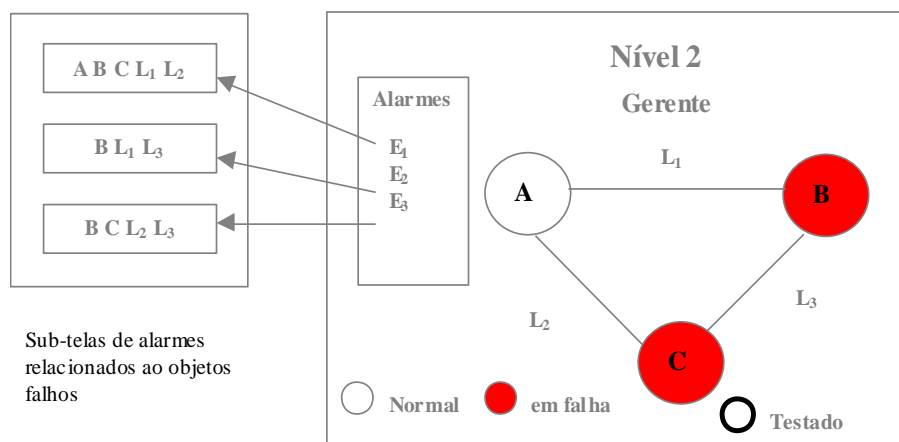 A B C L₁ L₂
B L₁ L₃
B C L₂ L₃
Sub-telas de alarmes
relacionados ao objetos
falhos
Alarmes
E₁
E₂
E₃
Nível 2
Gerente
A
L₁
B
L₂
L₃
C
Normal
em falha
Testado